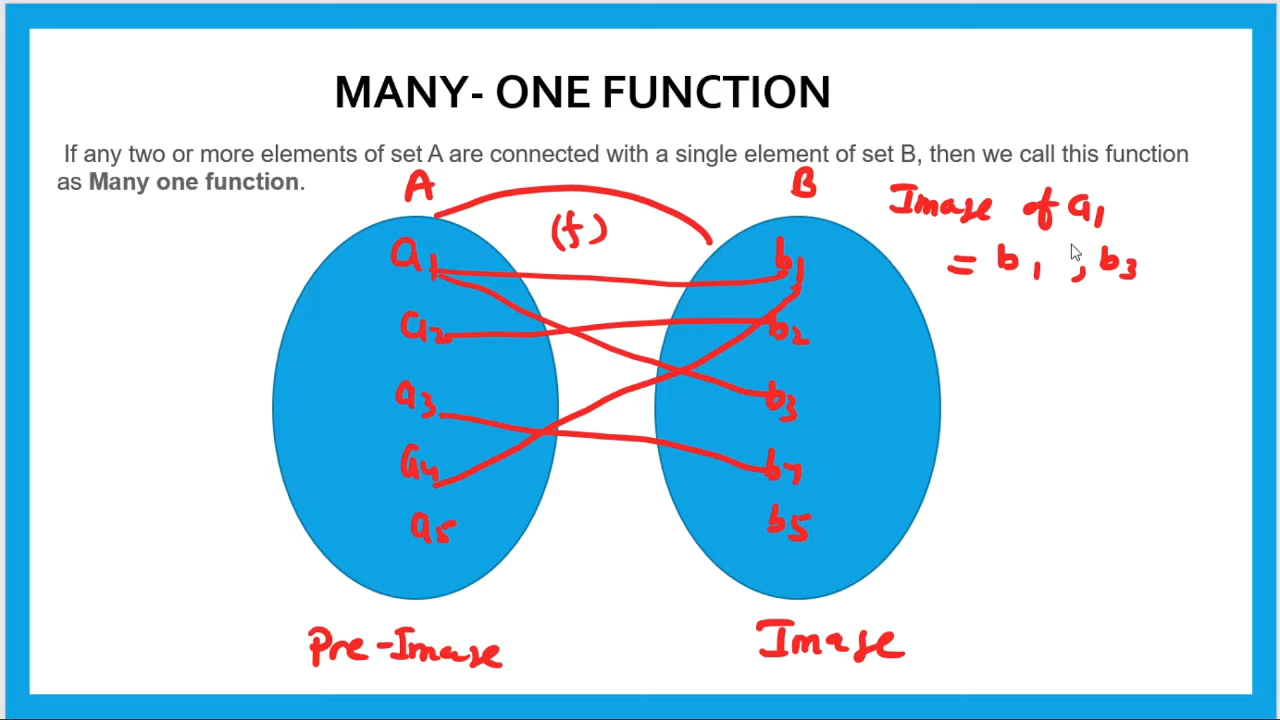 MANY- ONE FUNCTION
If any two or more elements of set A are connected with a single element of set B, then we call this function
as Many one function.
A
B
(f)
Image of a1
= b1 , b3
a1
b1
a2
b2
a3
b3
a4
a5
b5
Pre-Image
Image